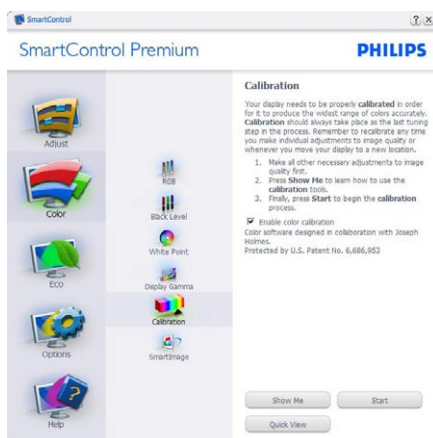 SmartControl
SmartControl Premium
PHILIPS
Adjust
Color
Eco
Options
Help
RGB
Black Level
White Point
Display Gamma
Calibration
SmartImage
Calibration
Your display needs to be properly calibrated in order
for it to produce the widest range of colors accurately.
Calibration should always take place as the last tuning
step in the process. Remember to recalibrate any time
you make individual adjustments to image quality or
whenever you move your display to a new location.
1. Make all other necessary adjustments to image
quality first.
2. Press Show Me to learn how to use the
calibration tools.
3. Finally, press Start to begin the calibration
process.
Enable color calibration
Color software designed in collaboration with Joseph
Holmes.
Protected by U.S. Patent No. 6,686,953
Show Me
Start
Quick View